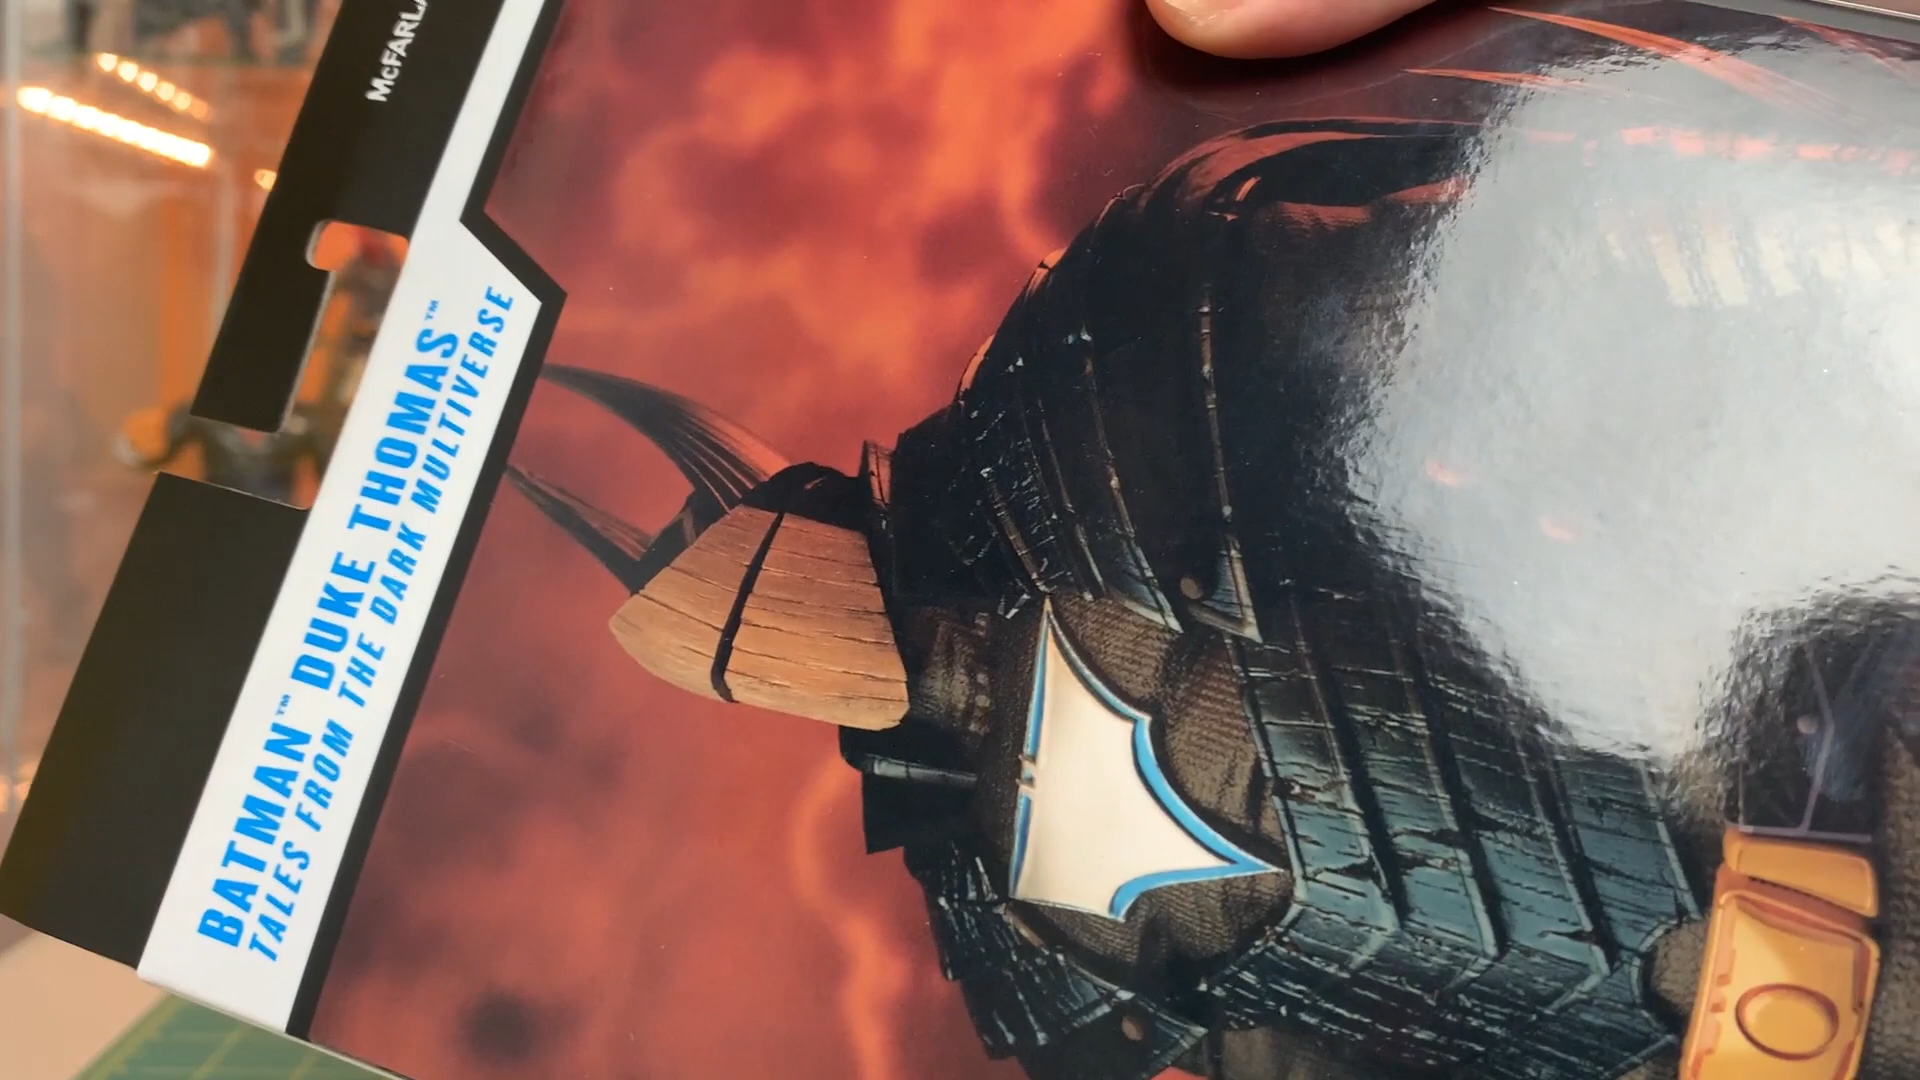 BATMAN™ DUKE THOMAS™
TALES FROM THE DARK MULTIVERSE